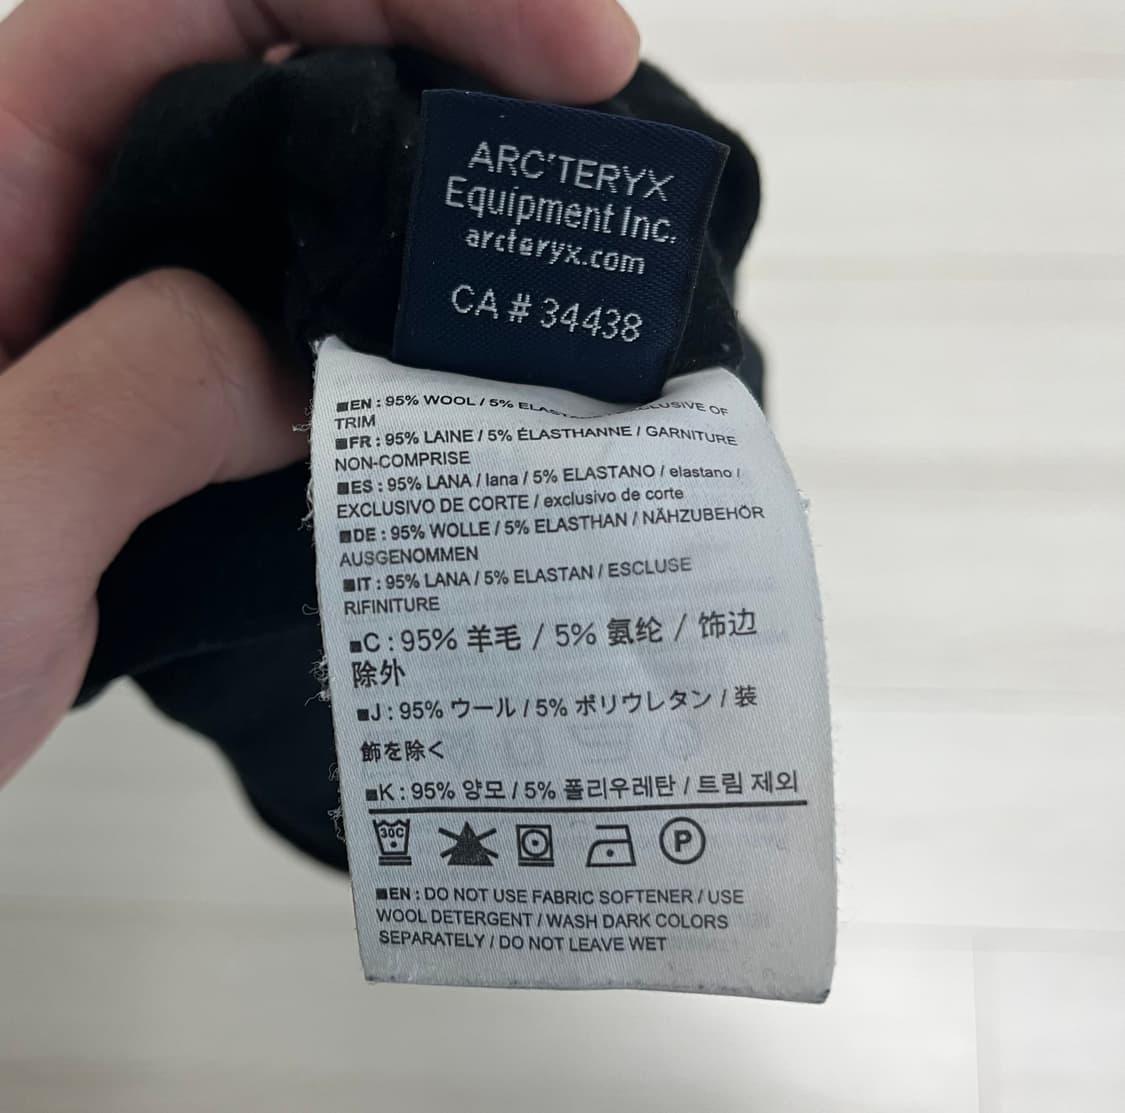 ARC'TERYX
Equipment Inc.
arcteryx.com
CA # 34438
■EN : 95% WOOL / 5% OF
TRIM
■FR : 95% LAINE / 5% ÉLASTHANNE / GARNITURE
NON-COMPRISE
■ES : 95% LANA / lana / 5% ELASTANO / elastano /
EXCLUSIVO DE CORTE / exclusivo de corte
■DE : 95% WOLLE / 5% ELASTHAN / NÄHZUBEHÖR
AUSGENOMMEN
■IT : 95% LANA / 5% ELASTAN / ESCLUSE
RIFINITURE
■C : 95% 羊毛 / 5% 氨纶 / 饰边
除外
■J : 95% ウール / 5% ポリウレタン / 装
飾を除く
■K : 95% 양모 / 5% 폴리우레탄 / 트림 제외
30C P
■EN : DO NOT USE FABRIC SOFTENER / USE
WOOL DETERGENT / WASH DARK COLORS
SEPARATELY / DO NOT LEAVE WET